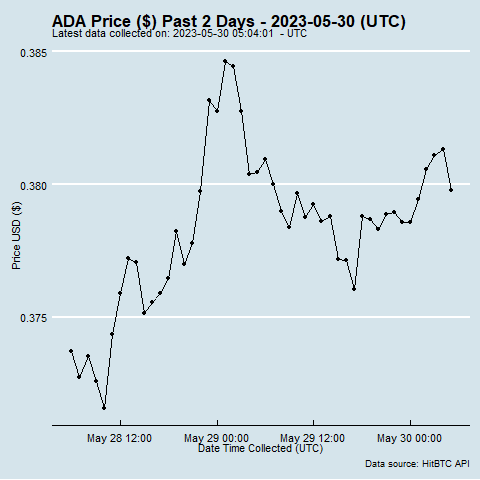 ADA Price ($) Past 2 Days - 2023-05-30 (UTC)
Latest data collected on: 2023-05-30 05:04:01 - UTC
0.385
0.380
0.375
Price USD ($)
May 28 12:00
May 29 00:00
May 29 12:00
May 30 00:00
Date Time Collected (UTC)
Data source: HitBTC API